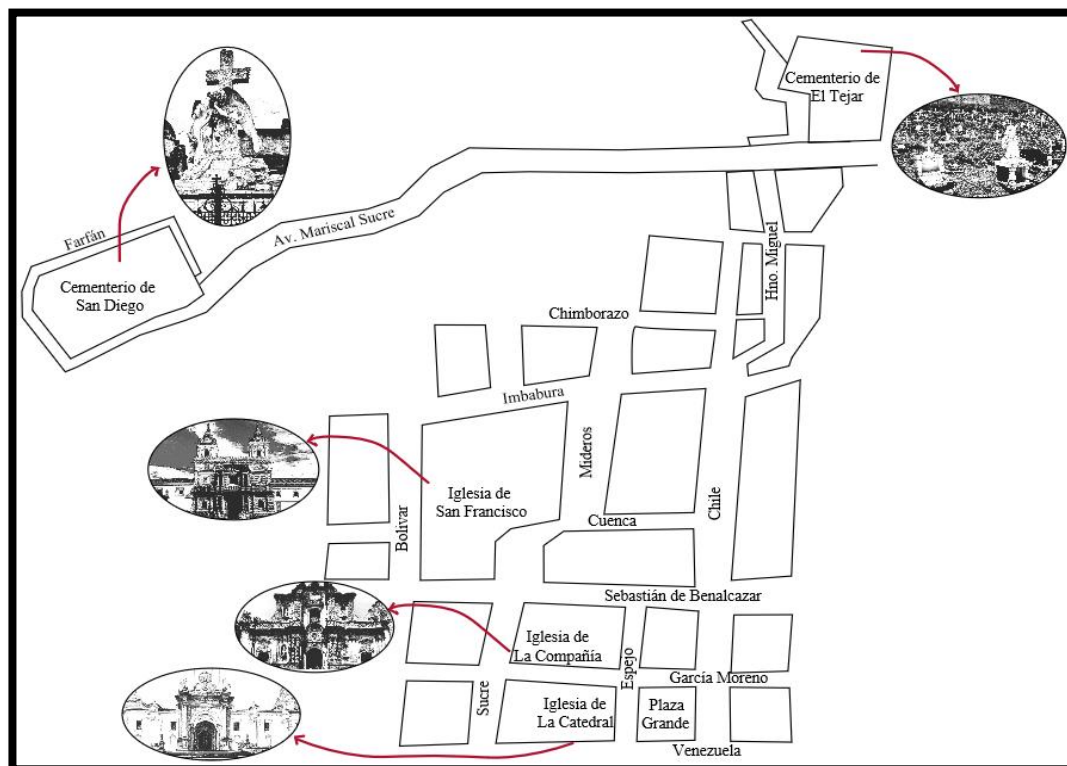 Cementerio de
El Tejar
Farfán
Av. Mariscal Sucre
Hno. Miguel
Cementerio de
San Diego
Chimborazo
Imbabura
Mideros
Iglesia de
San Francisco
Chile
Cuenca
Bolivar
Sebastián de Benalcazar
Iglesia de
La Compañía
Espejo
García Moreno
Sucre
Iglesia de
La Catedral
Plaza
Grande
Venezuela